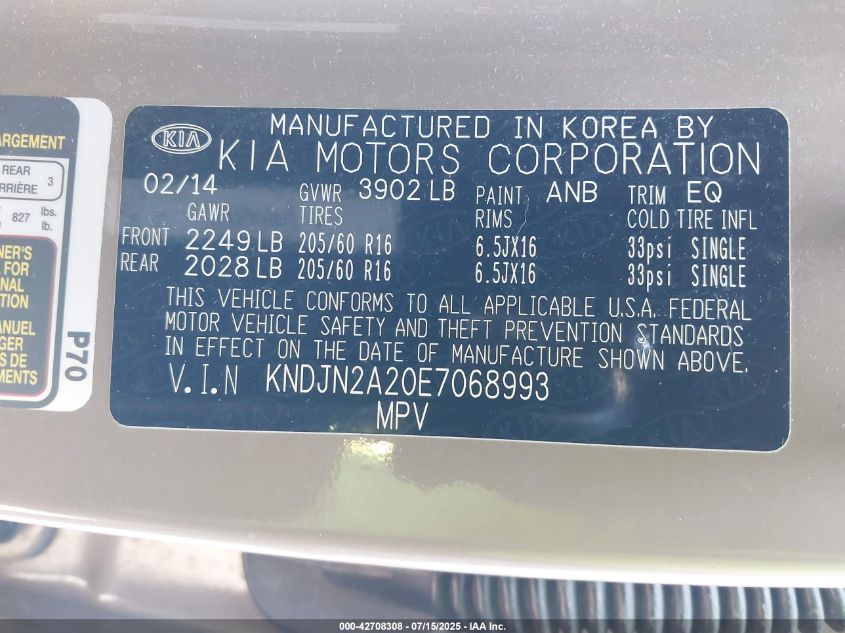 ARGEMENT
REAR 3
ARRIÈRE
827 lbs.
lb.
NER'S
L FOR
ONAL
TION
MANUEL
GER
S DE
EMENTS
P70
KIA
MANUFACTURED IN KOREA BY
KIA MOTORS CORPORATION
02/14 GVWR 3902 LB PAINT ANB TRIM EQ
GAWR TIRES RIMS COLD TIRE INFL
FRONT 2249 LB 205/60 R16 6.5JX16 33psi SINGLE
REAR 2028 LB 205/60 R16 6.5JX16 33psi SINGLE
THIS VEHICLE CONFORMS TO ALL APPLICABLE U.S.A. FEDERAL
MOTOR VEHICLE SAFETY AND THEFT PREVENTION STANDARDS
IN EFFECT ON THE DATE OF MANUFACTURE SHOWN ABOVE.
V.I.N KNDJN2A20E7068993
MPV
000-42708308 - 07/15/2025 - IAA Inc.